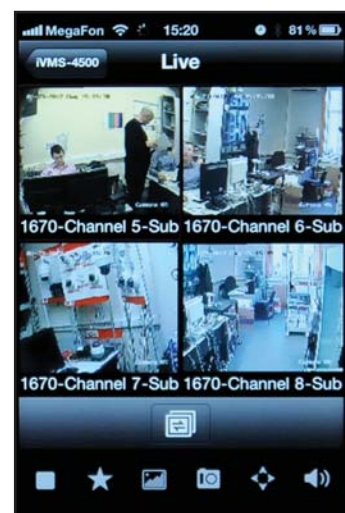 MegaFon 15:20 81 %
iVMS-4500 Live
1670-Channel 5-Sub 1670-Channel 6-Sub
1670-Channel 7-Sub 1670-Channel 8-Sub